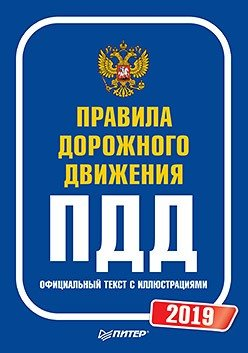 ПРАВИЛА
ДОРОЖНОГО
ДВИЖЕНИЯ
ПДД
ОФИЦИАЛЬНЫЙ ТЕКСТ С ИЛЛЮСТРАЦИЯМИ
2019
ПИТЕР®